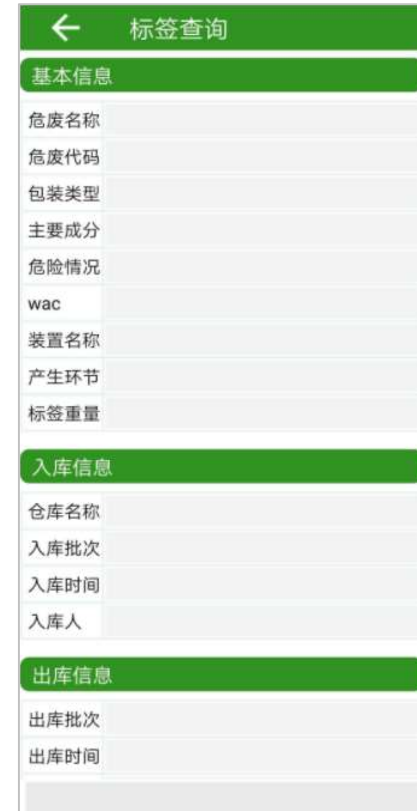 标签查询
基本信息
危废名称
危废代码
包装类型
主要成分
危险情况
wac
装置名称
产生环节
标签重量
入库信息
仓库名称
入库批次
入库时间
入库人
出库信息
出库批次
出库时间